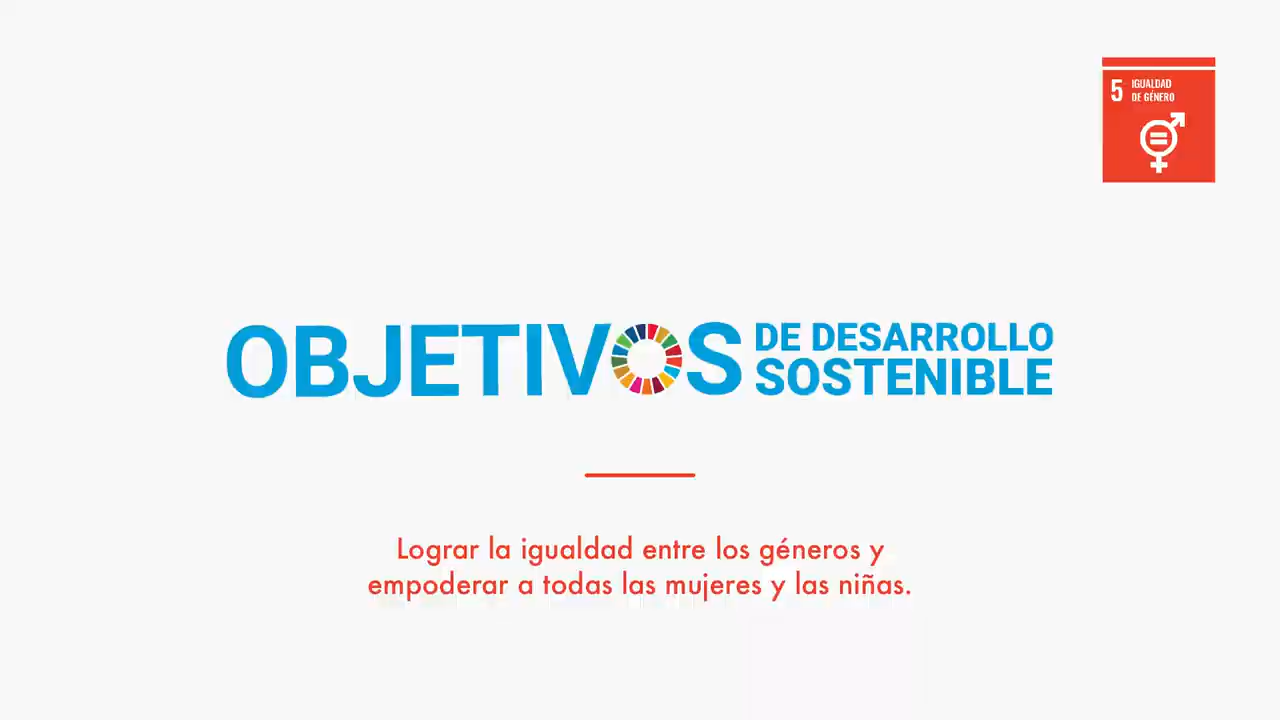 5 IGUALDAD
DE GÉNERO
OBJETIVOS DE DESARROLLO
SOSTENIBLE
Lograr la igualdad entre los géneros y
empoderar a todas las mujeres y las niñas.